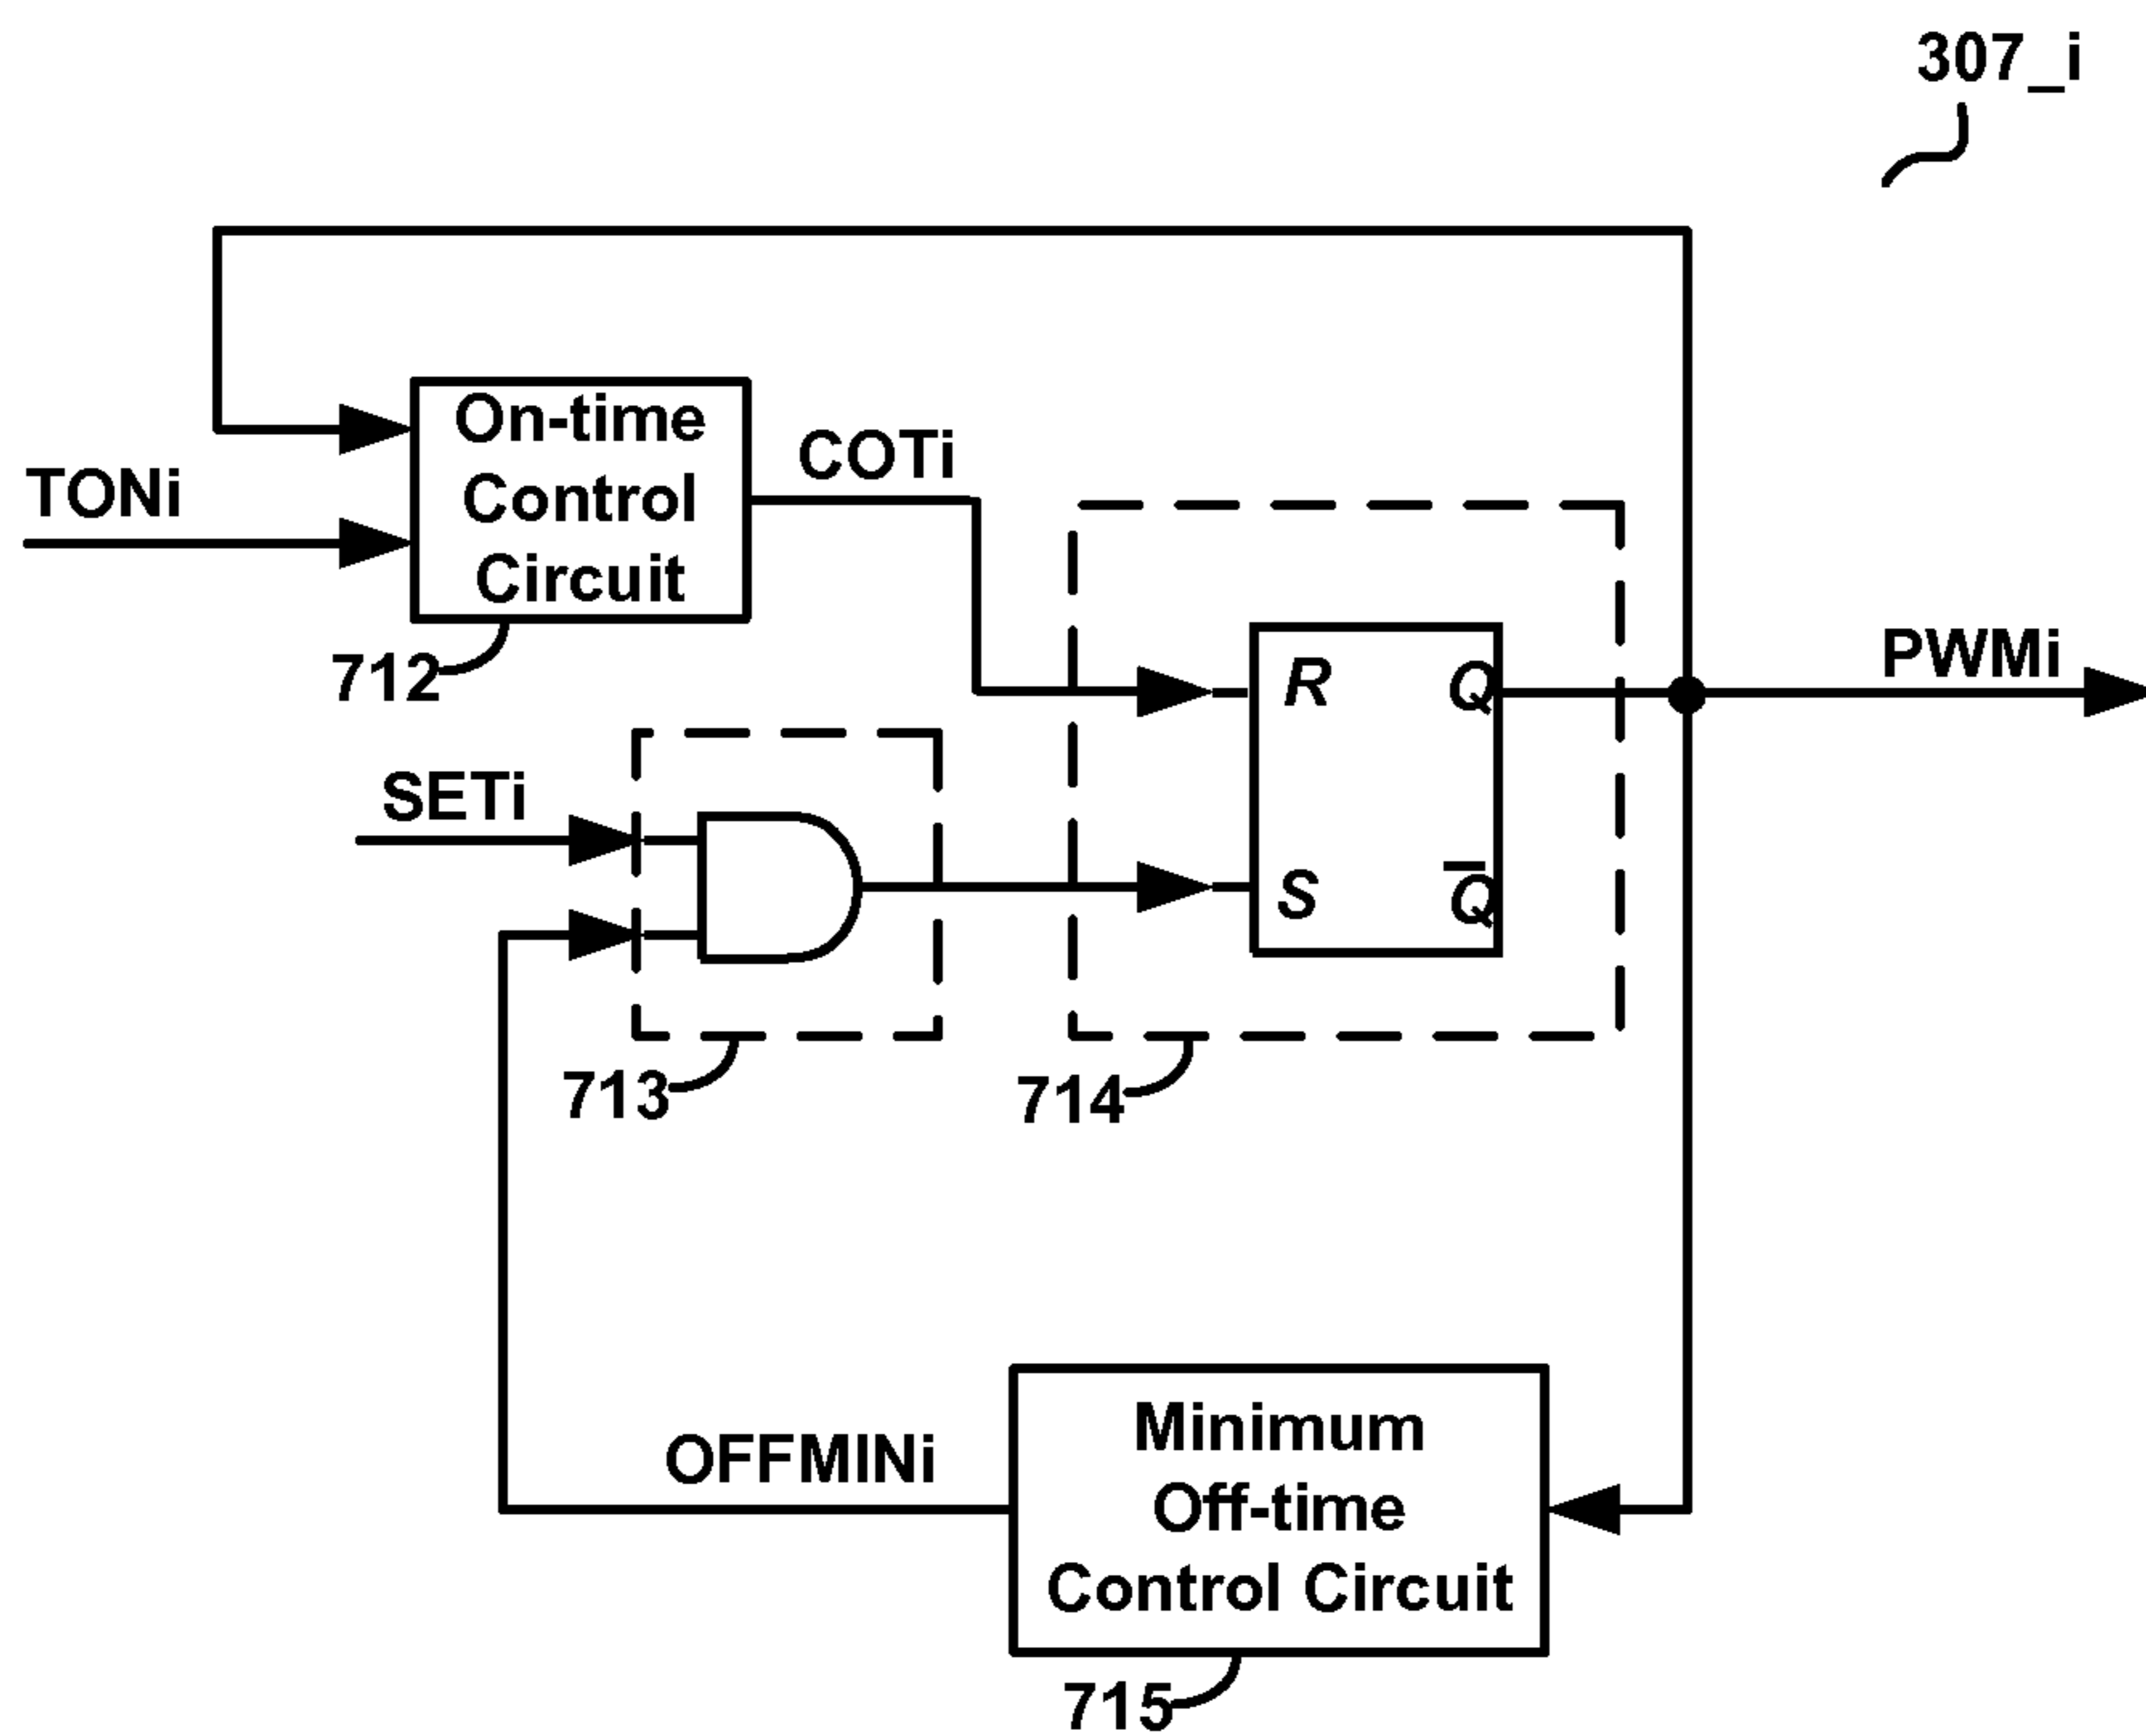 307_i
On-time
Control
Circuit
TONi
COTi
712
PWMi
R
Q
SETi
S
Q̅
713
714
OFFMINi
Minimum
Off-time
Control Circuit
715